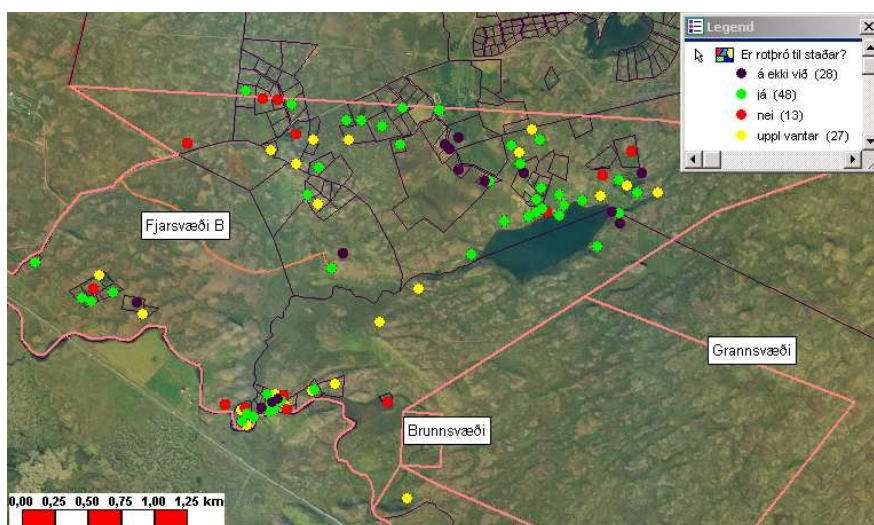 Legend
Er rotþró til staðar?
á ekki við (28)
já (48)
nei (13)
uppl vantar (27)
Fjarsvæði B
Grannsvæði
Brunnsvæði
0,00 0,25 0,50 0,75 1,00 1,25 km